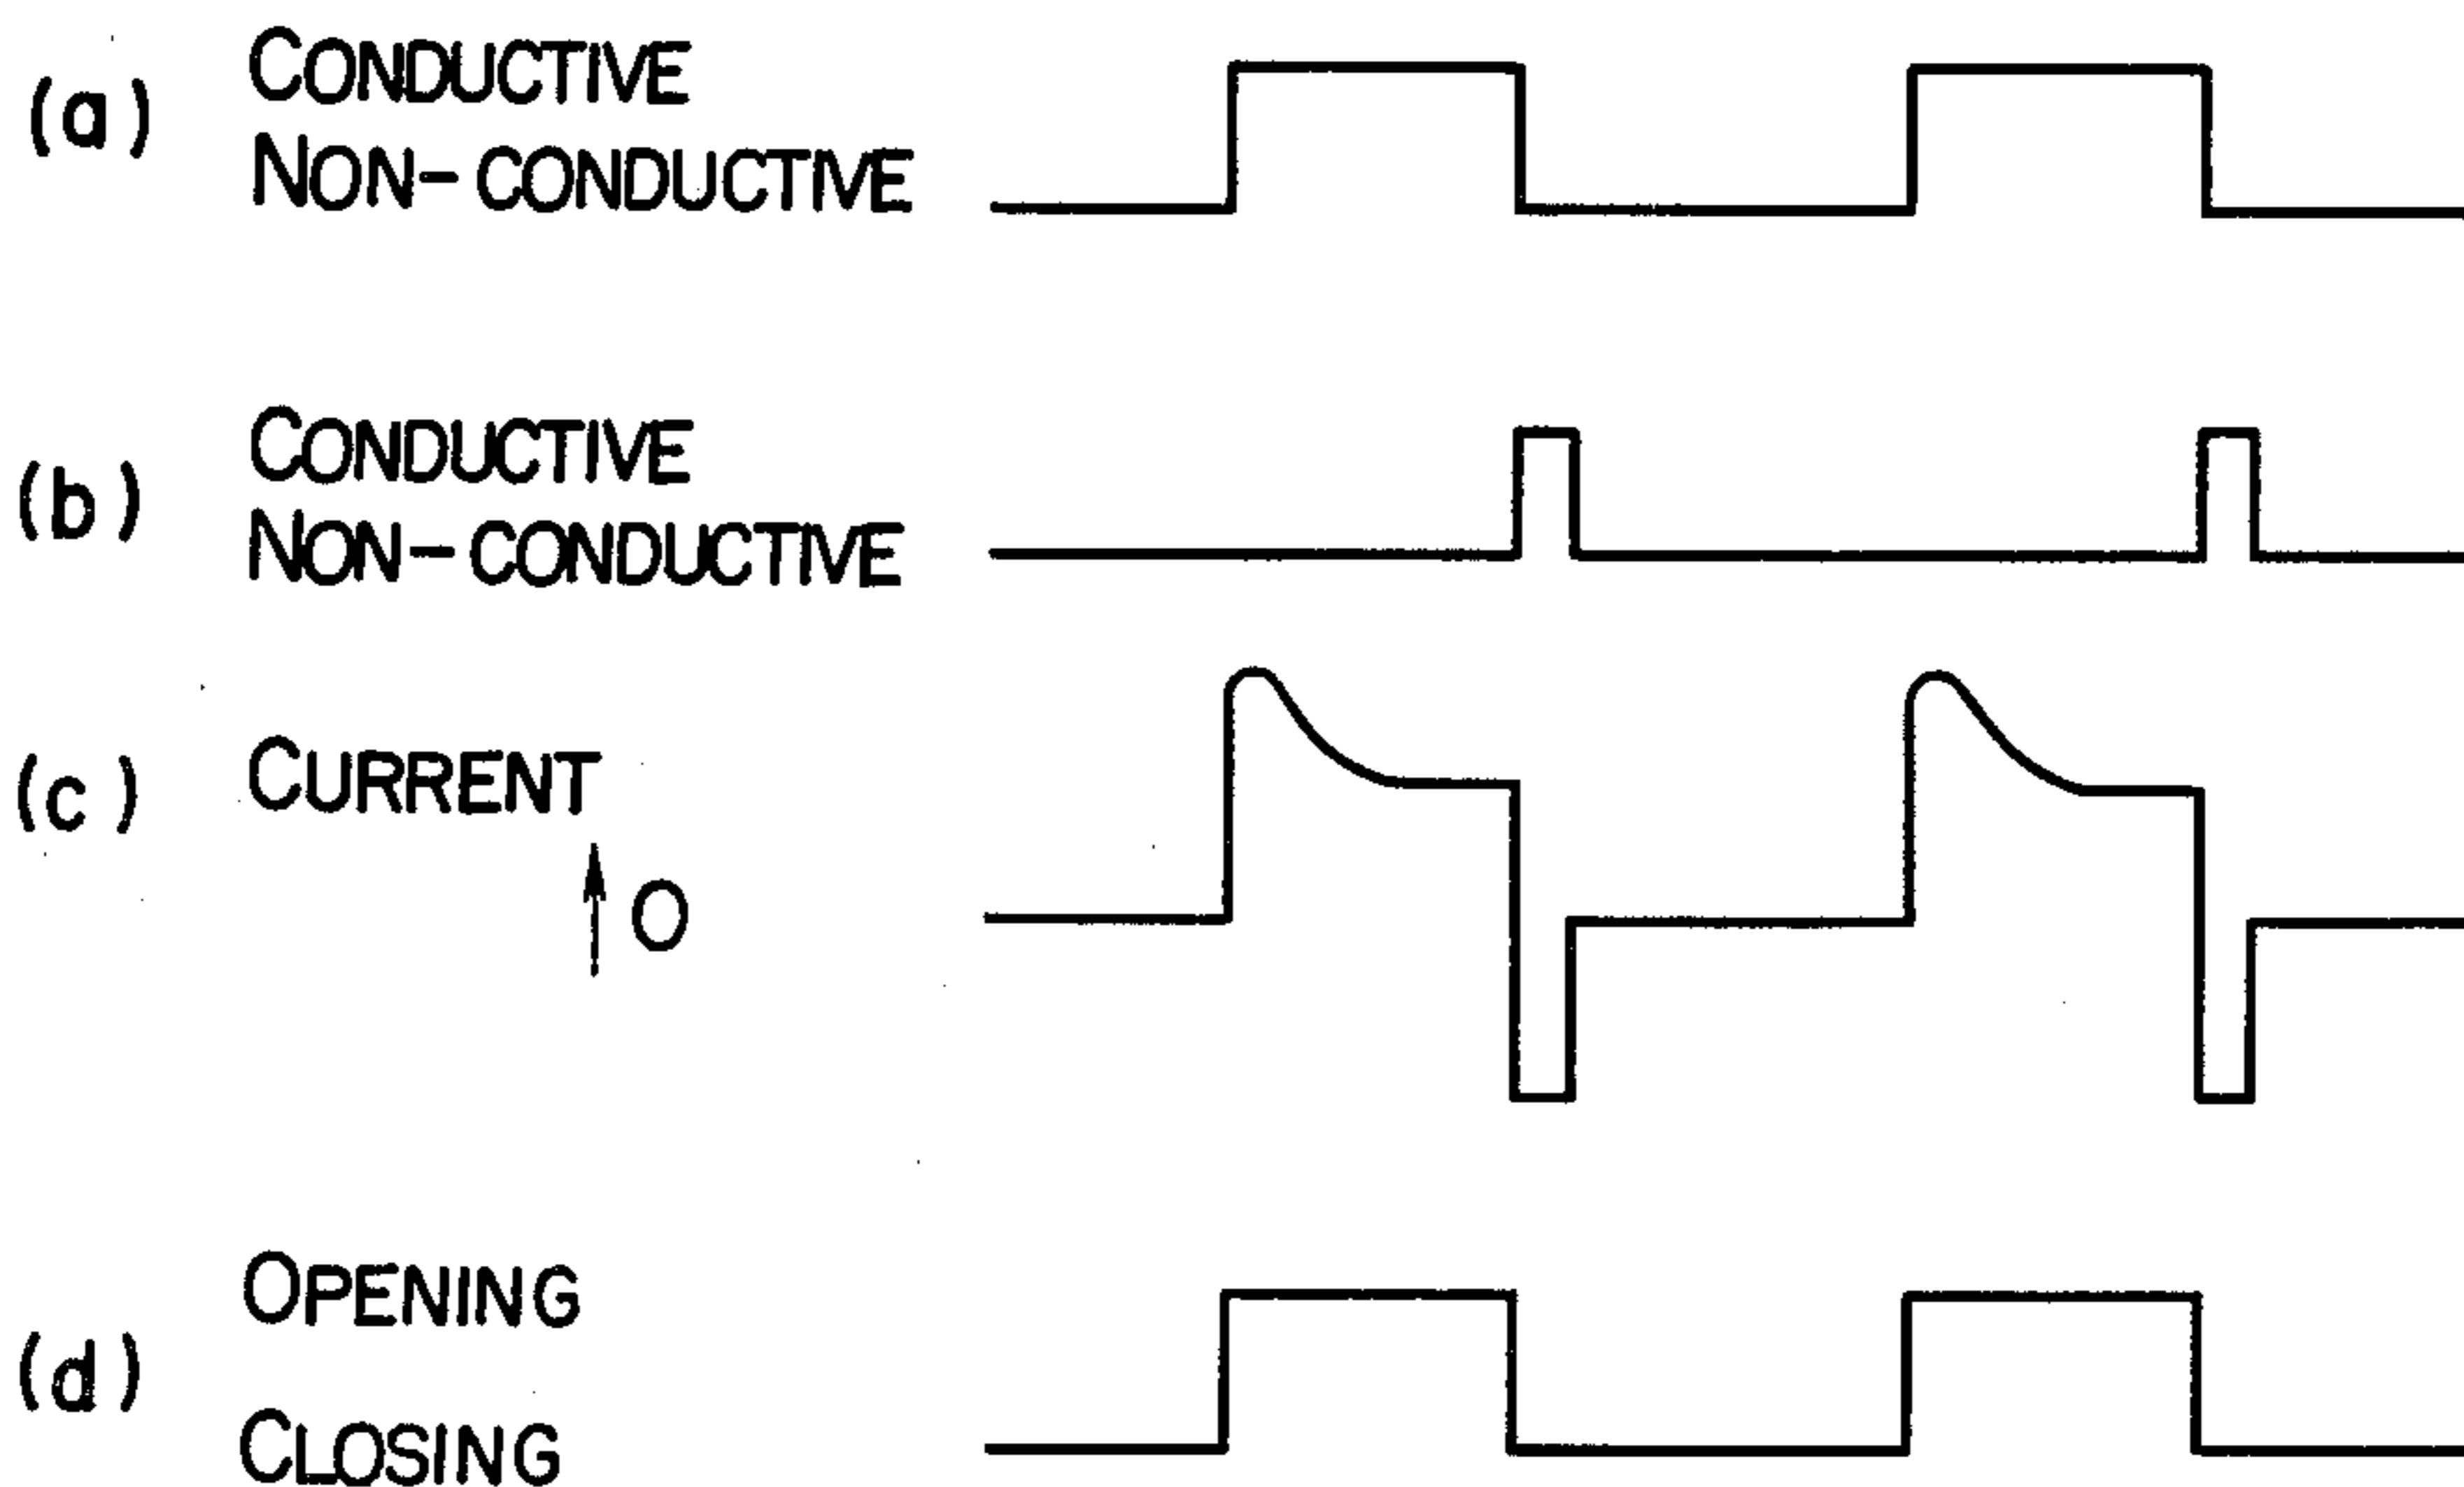 (a) CONDUCTIVE
NON-CONDUCTIVE
(b) CONDUCTIVE
NON-CONDUCTIVE
(c) CURRENT
0
(d) OPENING
CLOSING